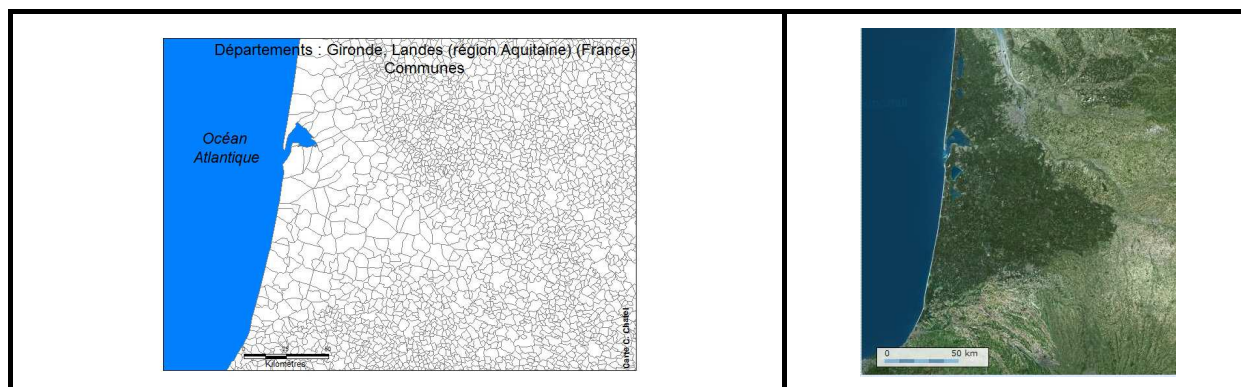 Départements : Gironde, Landes (région Aquitaine) (France)
Communes
Océan
Atlantique
Kilomètres
Carte C. Chatel
0 50 km